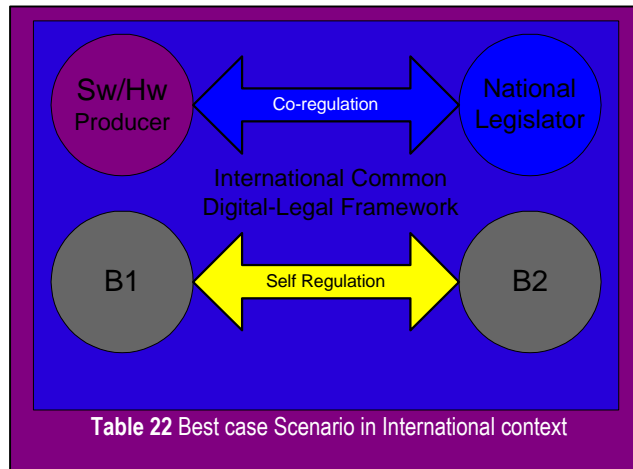 Sw/Hw
Producer
Co-regulation
National
Legislator
International Common
Digital-Legal Framework
B1
Self Regulation
B2
Table 22 Best case Scenario in International context